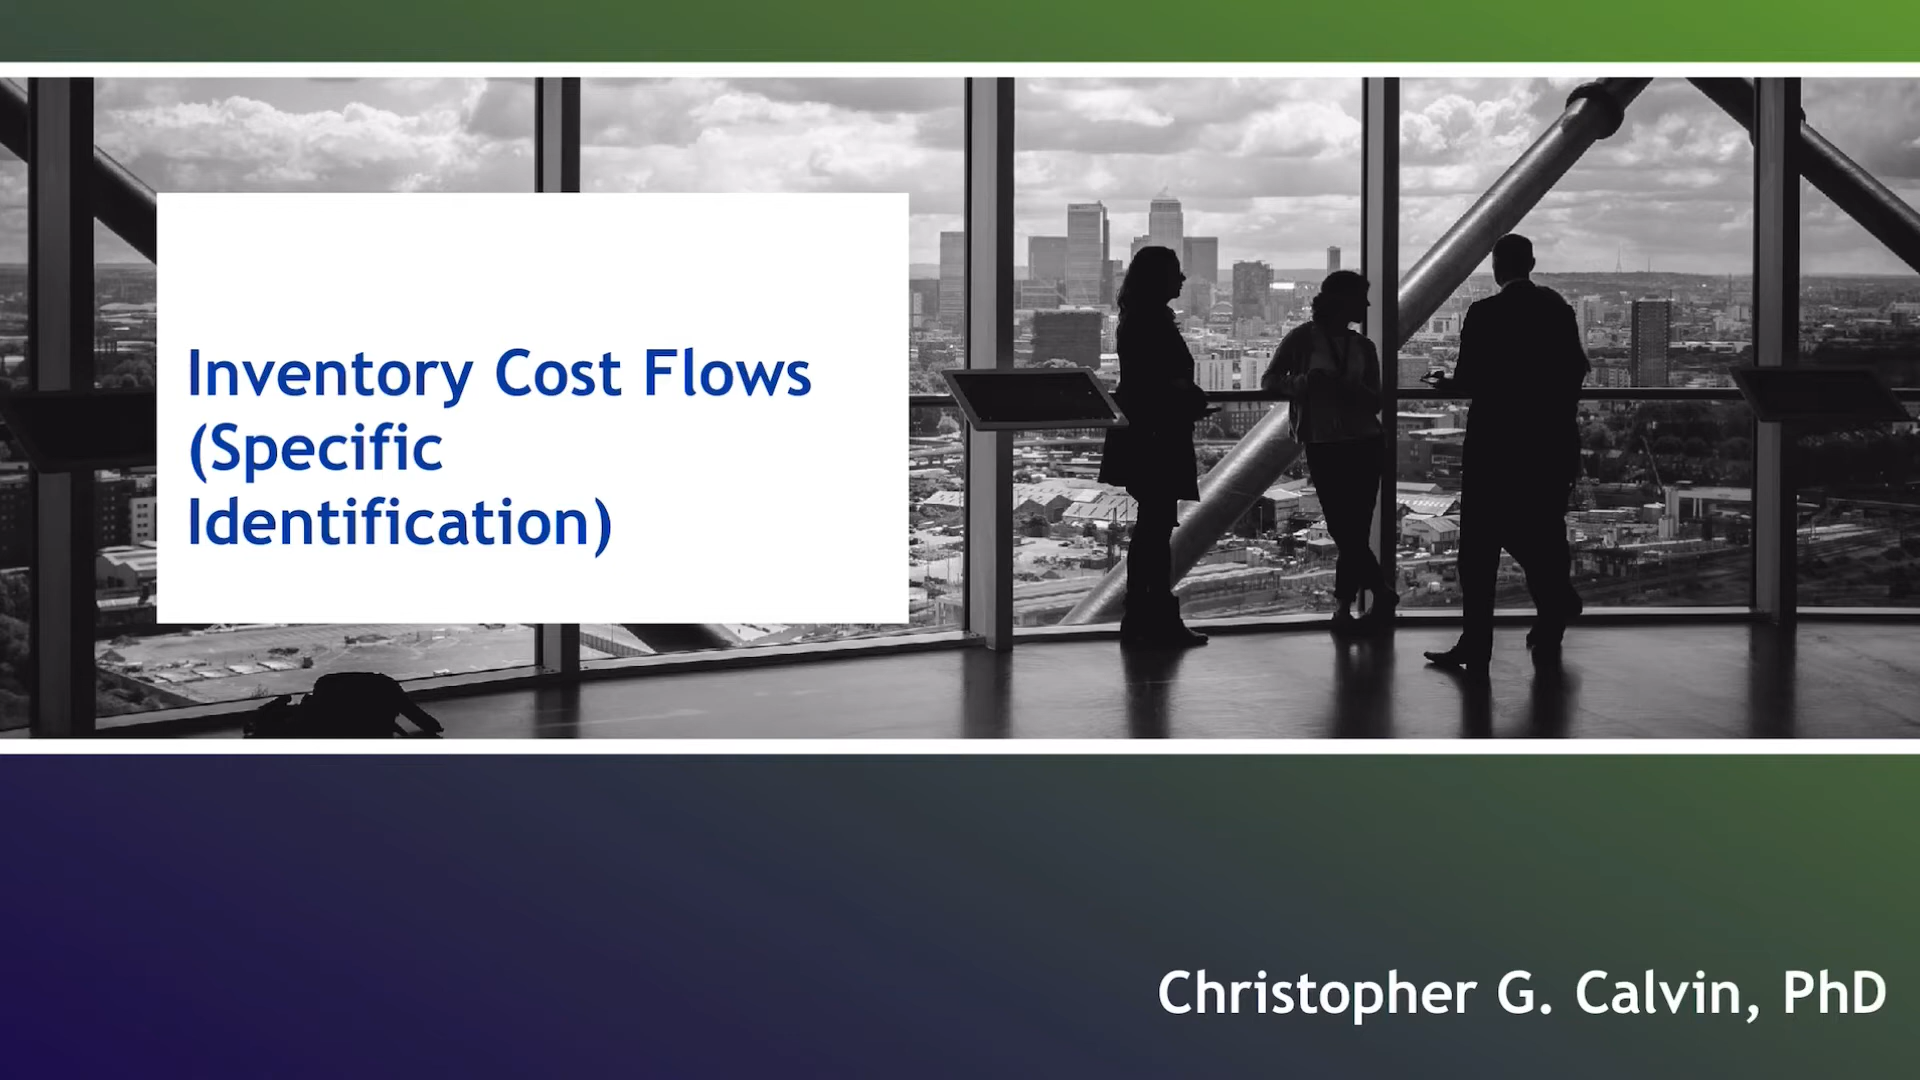 Inventory Cost Flows
(Specific
Identification)
Christopher G. Calvin, PhD